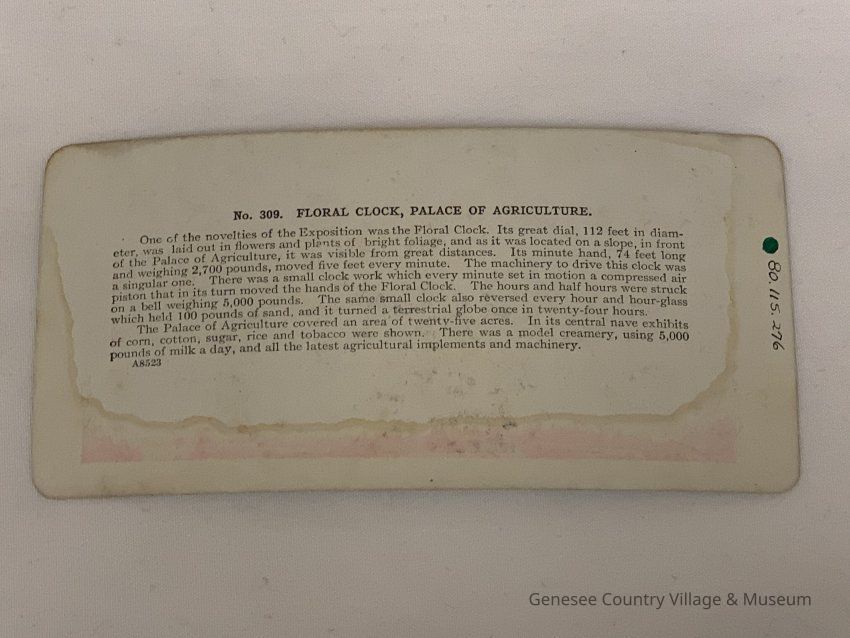 No. 309. FLORAL CLOCK, PALACE OF AGRICULTURE.
One of the novelties of the Exposition was the Floral Clock. Its great dial, 112 feet in diam-
eter, was laid out in flowers and plants of bright foliage, and as it was located on a slope, in front
of the Palace of Agriculture, it was visible from great distances. Its minute hand, 74 feet long
and weighing 2,700 pounds, moved five feet every minute. The machinery to drive this clock was
a singular one. There was a small clock work which every minute set in motion a compressed air
piston that in its turn moved the hands of the Floral Clock. The hours and half hours were struck
on a bell weighing 5,000 pounds. The same small clock also reversed every hour and hour-glass
which held 100 pounds of sand, and it turned a terrestrial globe once in twenty-four hours.
The Palace of Agriculture covered an area of twenty-five acres. In its central nave exhibits
of corn, cotton, sugar, rice and tobacco were shown. There was a model creamery, using 5,000
pounds of milk a day, and all the latest agricultural implements and machinery.
A8523
80.115.276
Genesee Country Village & Museum